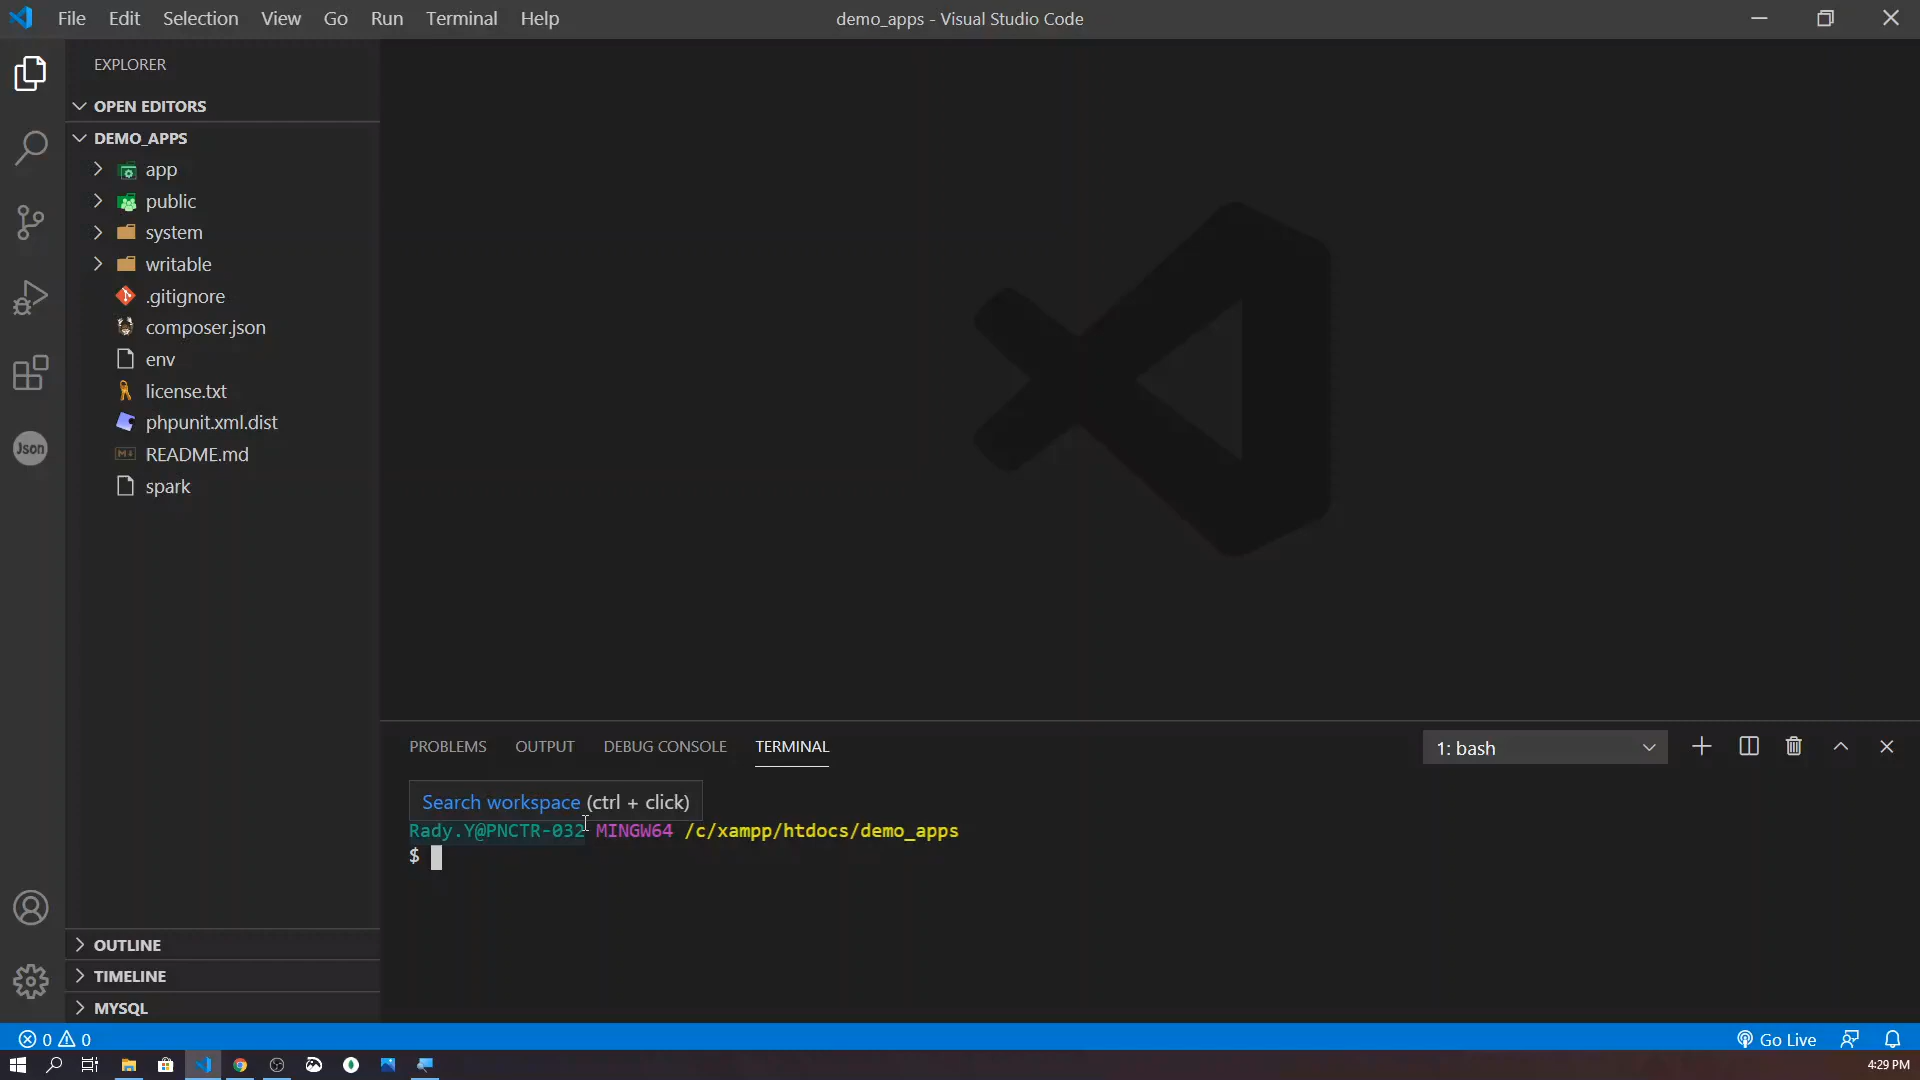 File Edit Selection View Go Run Terminal Help
demo_apps - Visual Studio Code
EXPLORER
OPEN EDITORS
DEMO_APPS
app
public
system
writable
.gitignore
composer.json
env
license.txt
phpunit.xml.dist
README.md
spark
Json
OUTLINE
TIMELINE
MYSQL
PROBLEMS OUTPUT DEBUG CONSOLE TERMINAL
1: bash
Search workspace (ctrl + click)
Rady.Y@PNCTR-032 MINGW64 /c/xampp/htdocs/demo_apps
$
0 0
Go Live
4:29 PM